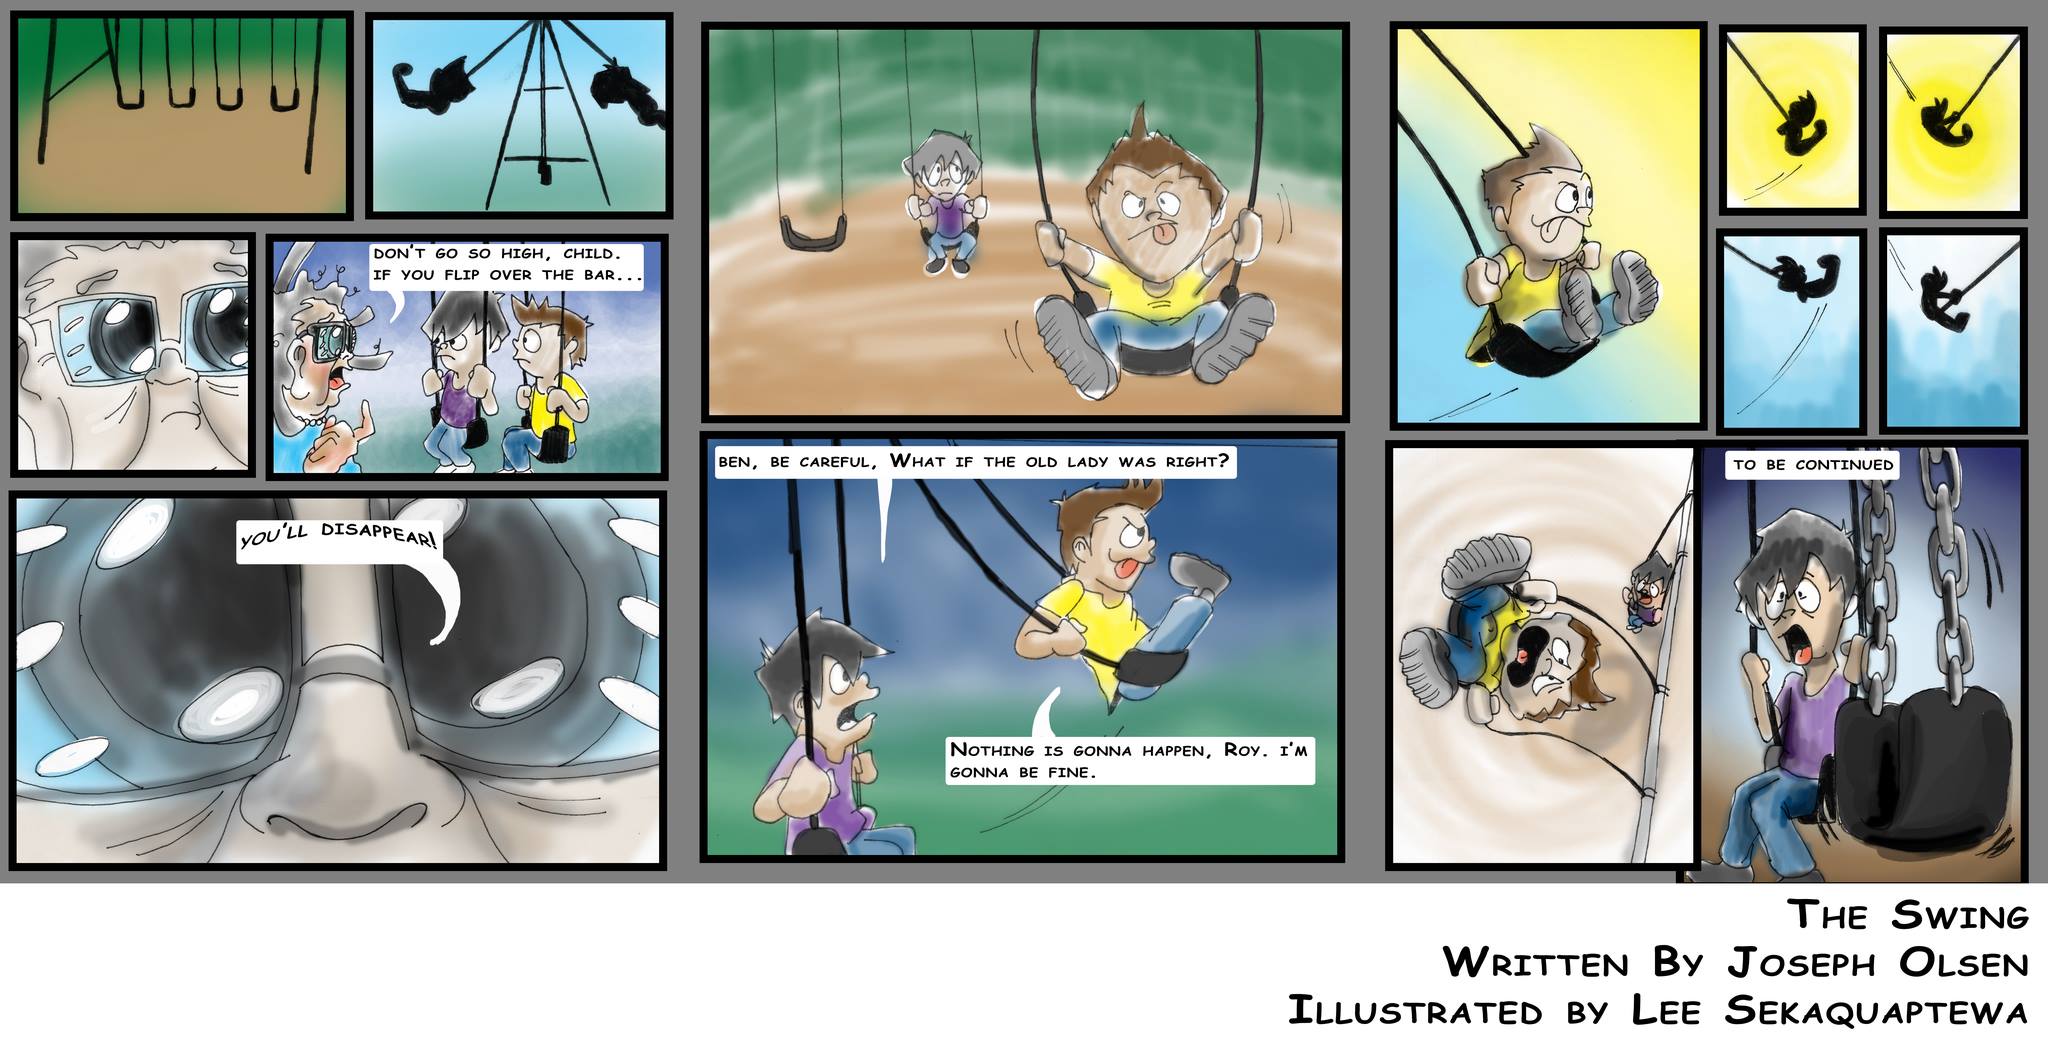 DON'T GO SO HIGH, CHILD.
IF YOU FLIP OVER THE BAR...
YOU'LL DISAPPEAR!
BEN, BE CAREFUL, WHAT IF THE OLD LADY WAS RIGHT?
NOTHING IS GONNA HAPPEN, ROY. I'M
GONNA BE FINE.
TO BE CONTINUED
THE SWING
WRITTEN BY JOSEPH OLSEN
ILLUSTRATED BY LEE SEKAQUAPTEWA